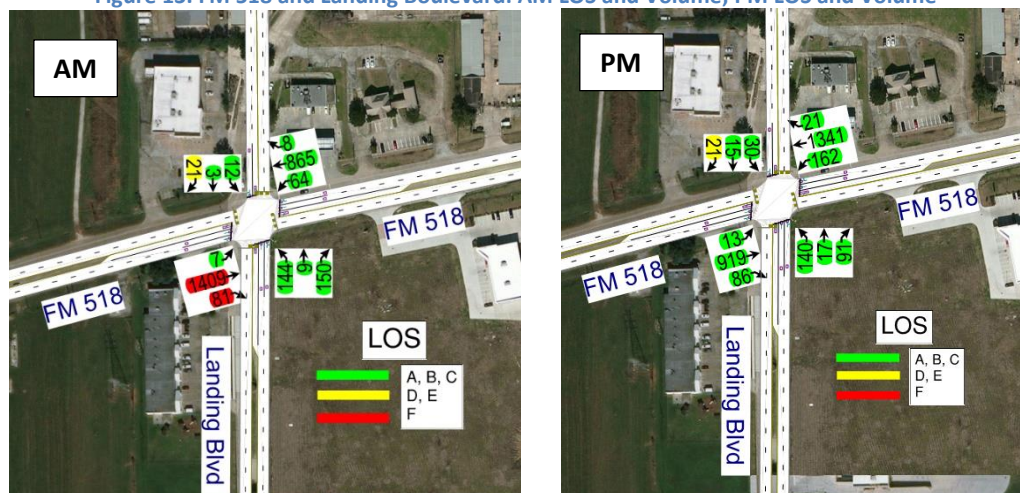 Figure 13: FM 518 and Landing Boulevard AM LOS and Volume, PM LOS and Volume
AM
8
865
64
21
3
12
FM 518
7
1409
81
144
9
150
FM 518
LOS
A, B, C
D, E
F
Landing Blvd
PM
21
1341
162
21
15
30
FM 518
13
919
86
140
17
91
FM 518
LOS
A, B, C
D, E
F
Landing Blvd